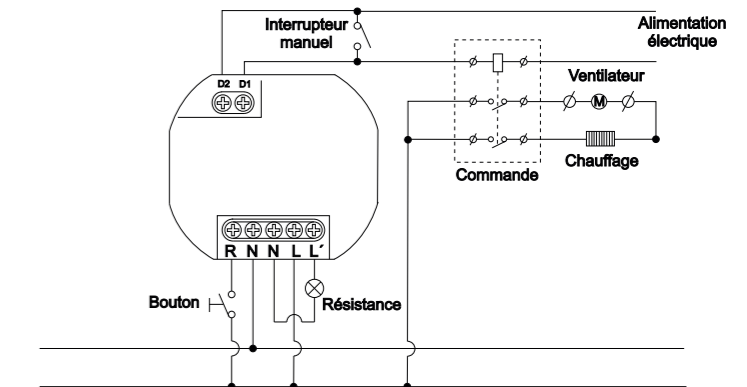 Interrupteur
manuel
Alimentation
électrique
D2 D1
Ventilateur
M
Commande
Chauffage
R N N L L´
Bouton
Résistance